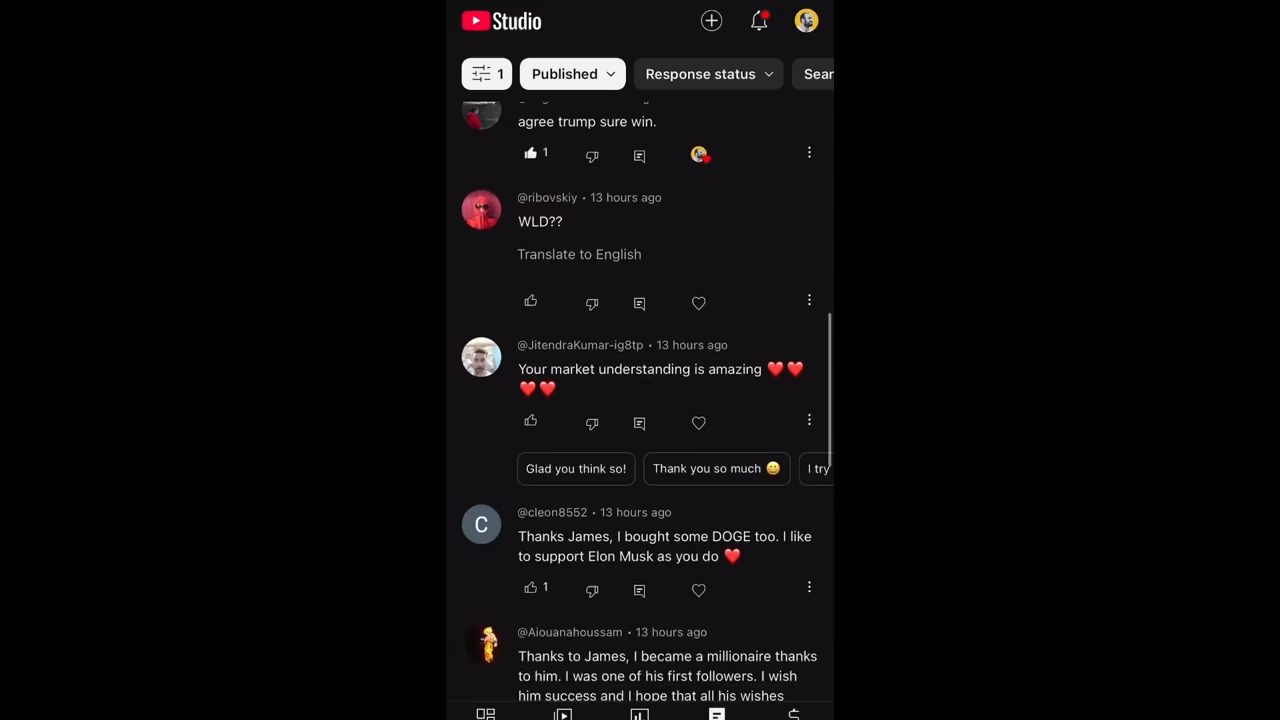 Studio
1
Published
Response status
Sear
agree trump sure win.
1
@ribovskiy • 13 hours ago
WLD??
Translate to English
@JitendraKumar-ig8tp • 13 hours ago
Your market understanding is amazing ❤️❤️
❤️❤️
Glad you think so!
Thank you so much 😀
I try
@cleon8552 • 13 hours ago
C
Thanks James, I bought some DOGE too. I like
to support Elon Musk as you do ❤️
1
@Aiouanahoussam • 13 hours ago
Thanks to James, I became a millionaire thanks
to him. I was one of his first followers. I wish
him success and I hope that all his wishes